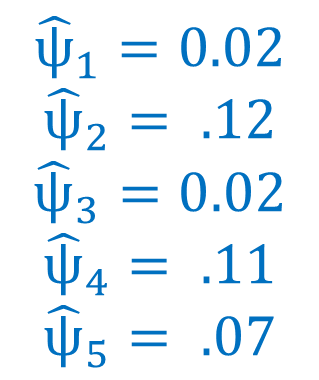 ψ̂₁ = 0.02
ψ̂₂ = .12
ψ̂₃ = 0.02
ψ̂₄ = .11
ψ̂₅ = .07